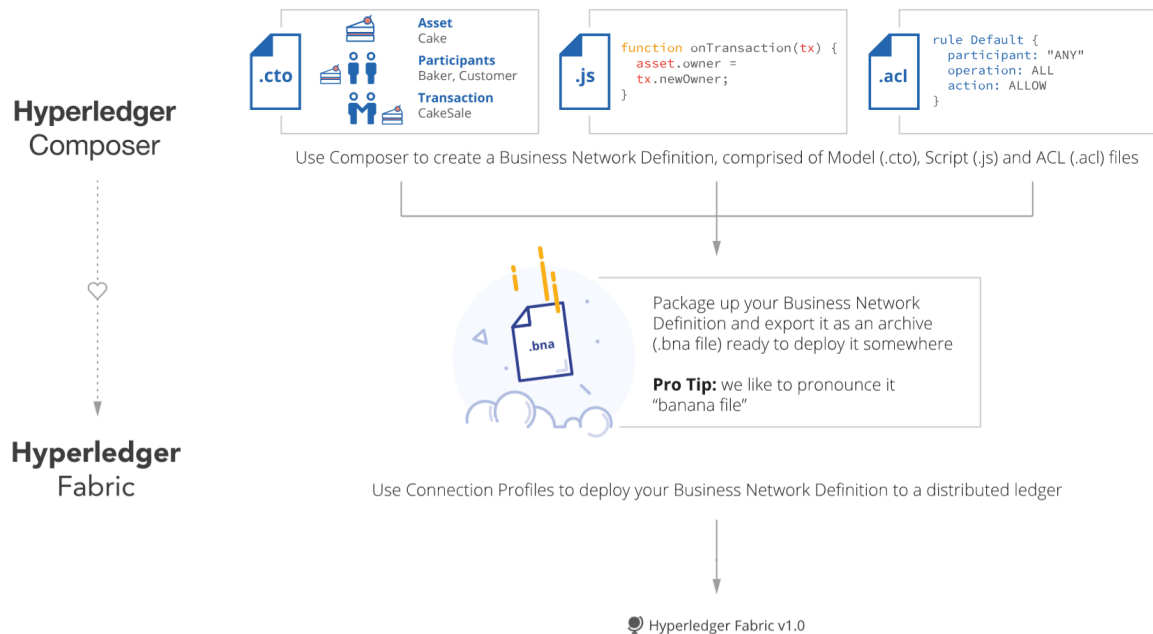 Hyperledger
Composer
.cto
Asset
Cake
Participants
Baker, Customer
Transaction
CakeSale
.js
function onTransaction(tx) {
asset.owner =
tx.newOwner;
}
.acl
rule Default {
participant: "ANY"
operation: ALL
action: ALLOW
}
Use Composer to create a Business Network Definition, comprised of Model (.cto), Script (.js) and ACL (.acl) files
.bna
Package up your Business Network
Definition and export it as an archive
(.bna file) ready to deploy it somewhere
Pro Tip: we like to pronounce it
“banana file”
Hyperledger
Fabric
Use Connection Profiles to deploy your Business Network Definition to a distributed ledger
Hyperledger Fabric v1.0